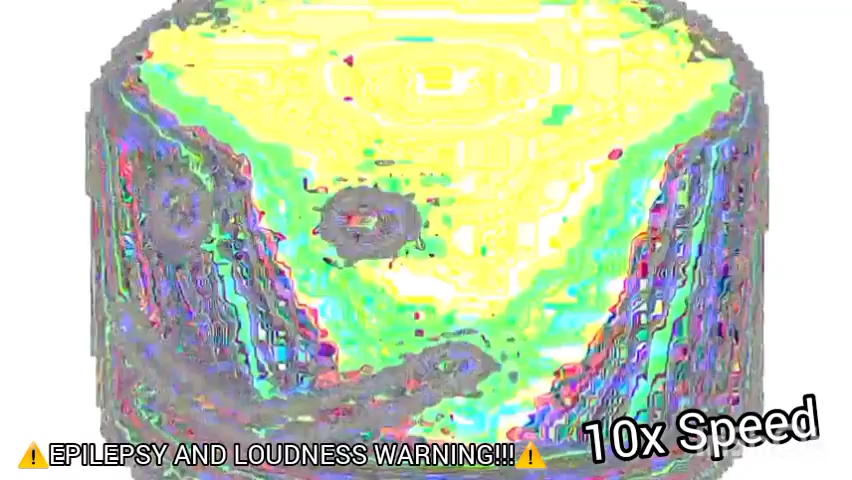 10x Speed
⚠️EPILEPSY AND LOUDNESS WARNING!!!⚠️